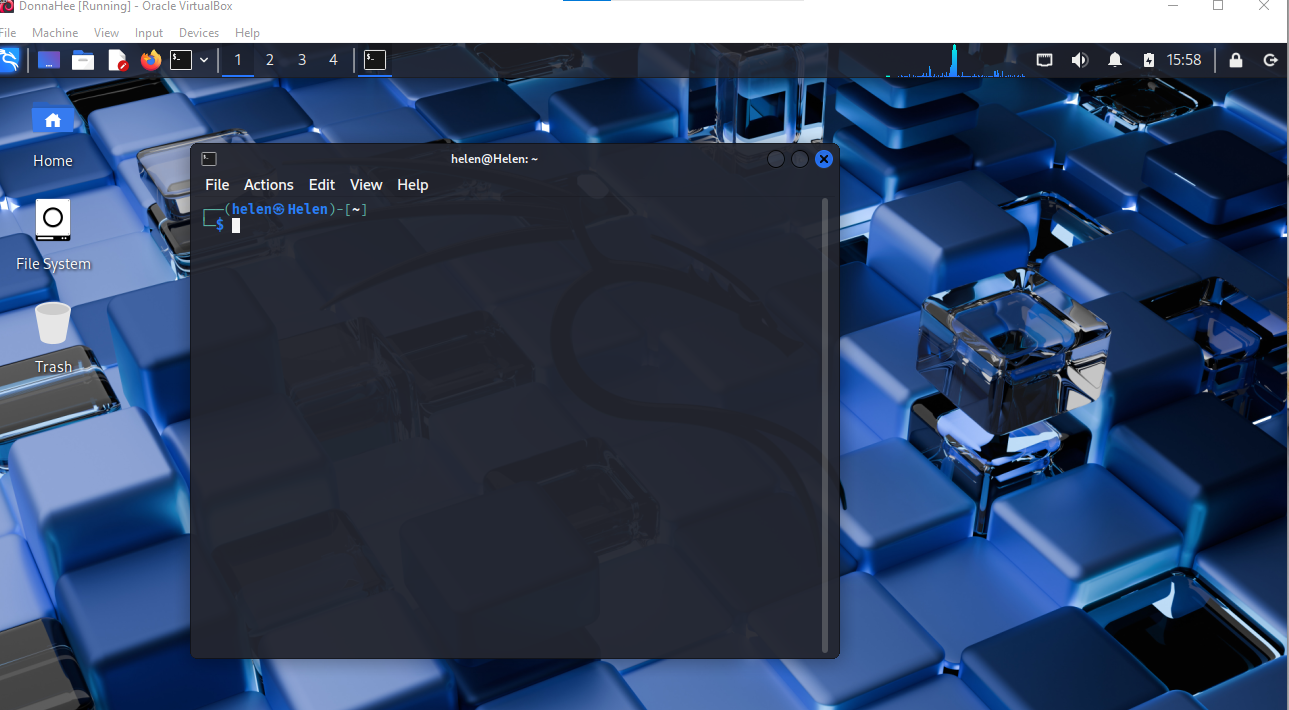 DonnaHee [Running] - Oracle VirtualBox
File Machine View Input Devices Help
1 2 3 4 15:58
Home
File System
Trash
helen@Helen: ~
File Actions Edit View Help
┌──(helen㉿Helen)-[~]
└─$